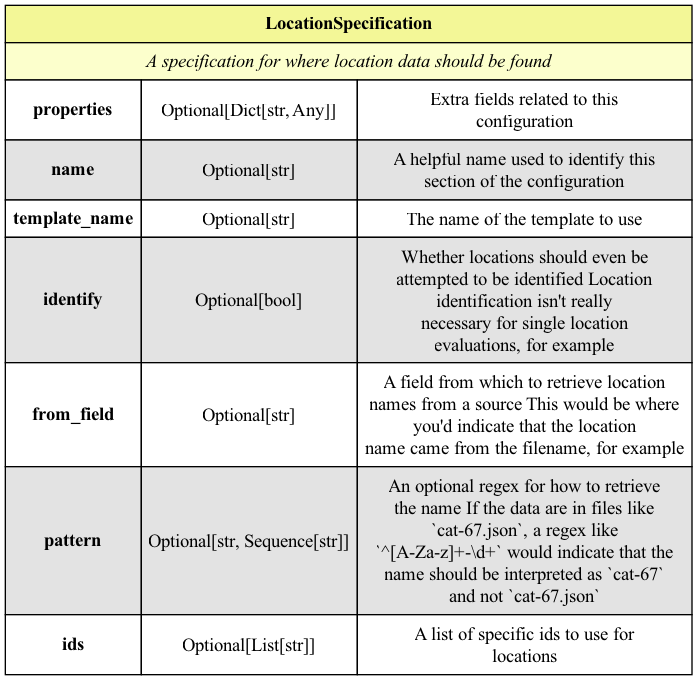 LocationSpecification
A specification for where location data should be found
properties
Optional[Dict[str, Any]]
Extra fields related to this
configuration
name
Optional[str]
A helpful name used to identify this
section of the configuration
template_name
Optional[str]
The name of the template to use
identify
Optional[bool]
Whether locations should even be
attempted to be identified Location
identification isn't really
necessary for single location
evaluations, for example
from_field
Optional[str]
A field from which to retrieve location
names from a source This would be where
you'd indicate that the location
name came from the filename, for example
pattern
Optional[str, Sequence[str]]
An optional regex for how to retrieve
the name If the data are in files like
`cat-67.json`, a regex like
`^[A-Za-z]+-\d+` would indicate that the
name should be interpreted as `cat-67`
and not `cat-67.json`
ids
Optional[List[str]]
A list of specific ids to use for
locations